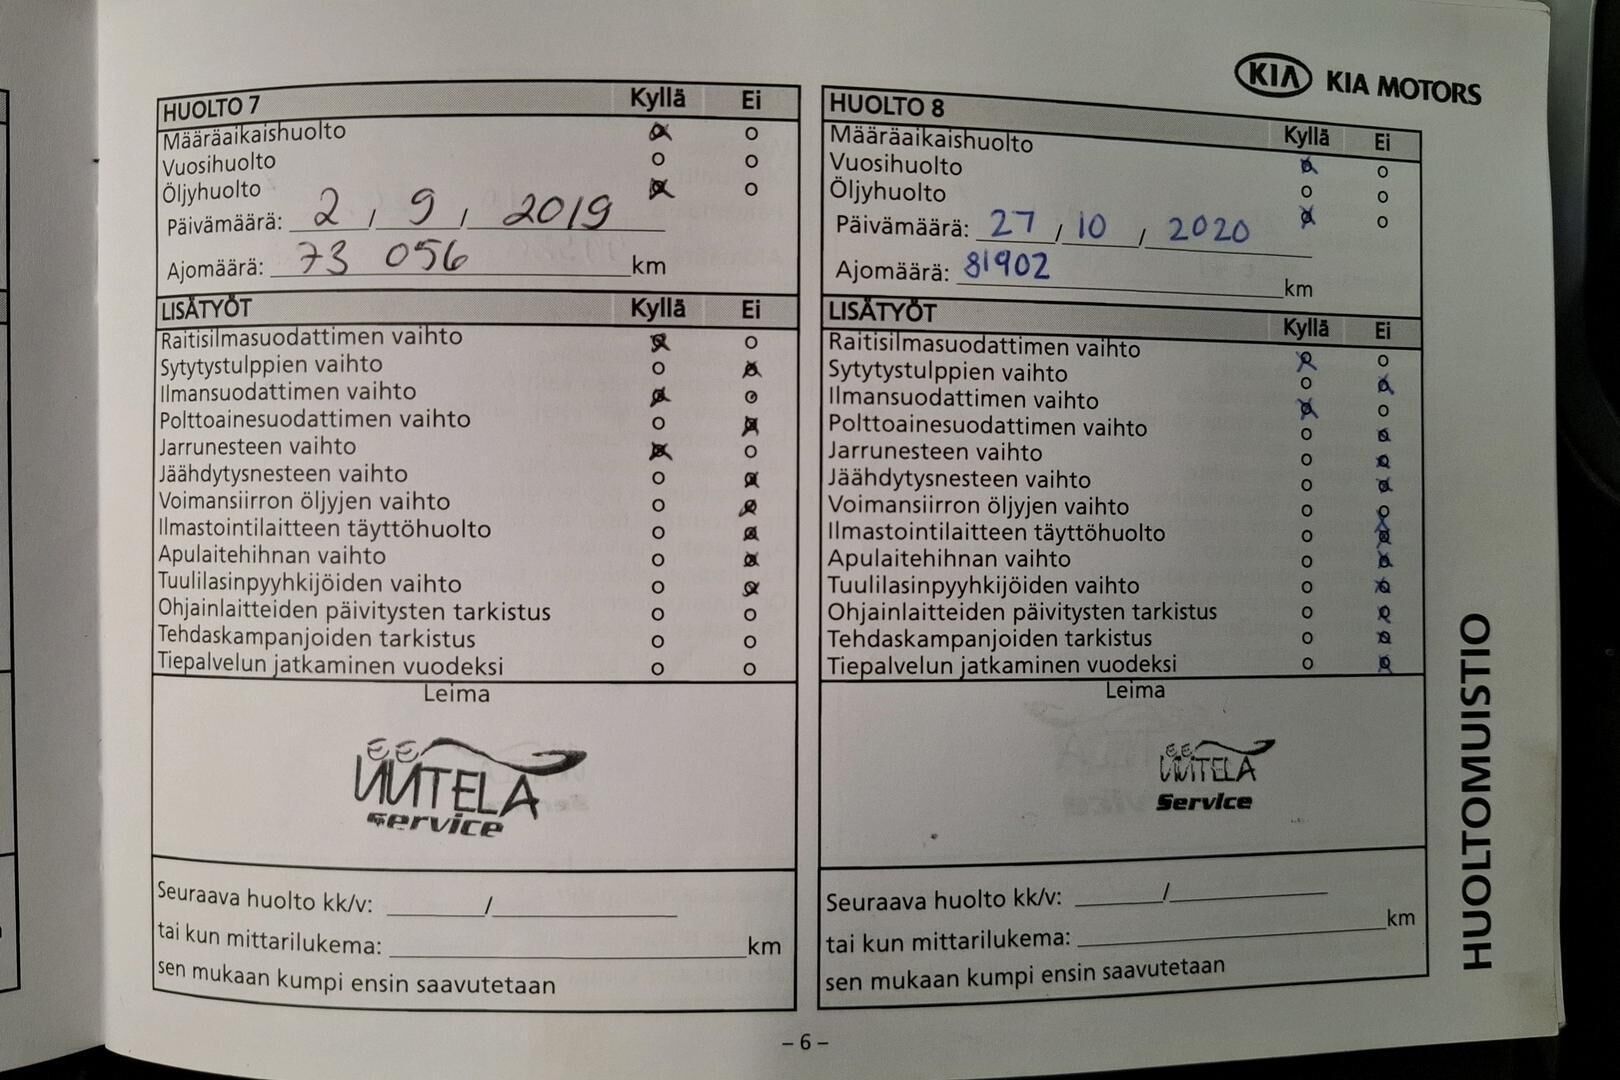 KIA KIA MOTORS
HUOLTO 7 Kyllä Ei
Määräaikaishuolto
Vuosihuolto
Öljyhuolto
Päivämäärä: 2 / 9 / 2019
Ajomäärä: 73 056 km
LISÄTYÖT Kyllä Ei
Raitisilmasuodattimen vaihto
Sytytystulppien vaihto
Ilmansuodattimen vaihto
Polttoainesuodattimen vaihto
Jarrunesteen vaihto
Jäähdytysnesteen vaihto
Voimansiirron öljyjen vaihto
Ilmastointilaitteen täyttöhuolto
Apulaitehihnan vaihto
Tuulilasinpyyhkijöiden vaihto
Ohjainlaitteiden päivitysten tarkistus
Tehdaskampanjoiden tarkistus
Tiepalvelun jatkaminen vuodeksi
Leima
UUTELA
service
Seuraava huolto kk/v: /
tai kun mittarilukema: km
sen mukaan kumpi ensin saavutetaan
HUOLTO 8 Kyllä Ei
Määräaikaishuolto
Vuosihuolto
Öljyhuolto
Päivämäärä: 27 / 10 / 2020
Ajomäärä: 81902 km
LISÄTYÖT Kyllä Ei
Raitisilmasuodattimen vaihto
Sytytystulppien vaihto
Ilmansuodattimen vaihto
Polttoainesuodattimen vaihto
Jarrunesteen vaihto
Jäähdytysnesteen vaihto
Voimansiirron öljyjen vaihto
Ilmastointilaitteen täyttöhuolto
Apulaitehihnan vaihto
Tuulilasinpyyhkijöiden vaihto
Ohjainlaitteiden päivitysten tarkistus
Tehdaskampanjoiden tarkistus
Tiepalvelun jatkaminen vuodeksi
Leima
UUTELA
Service
Seuraava huolto kk/v: /
tai kun mittarilukema: km
sen mukaan kumpi ensin saavutetaan
HUOLTOMUISTIO
– 6 –